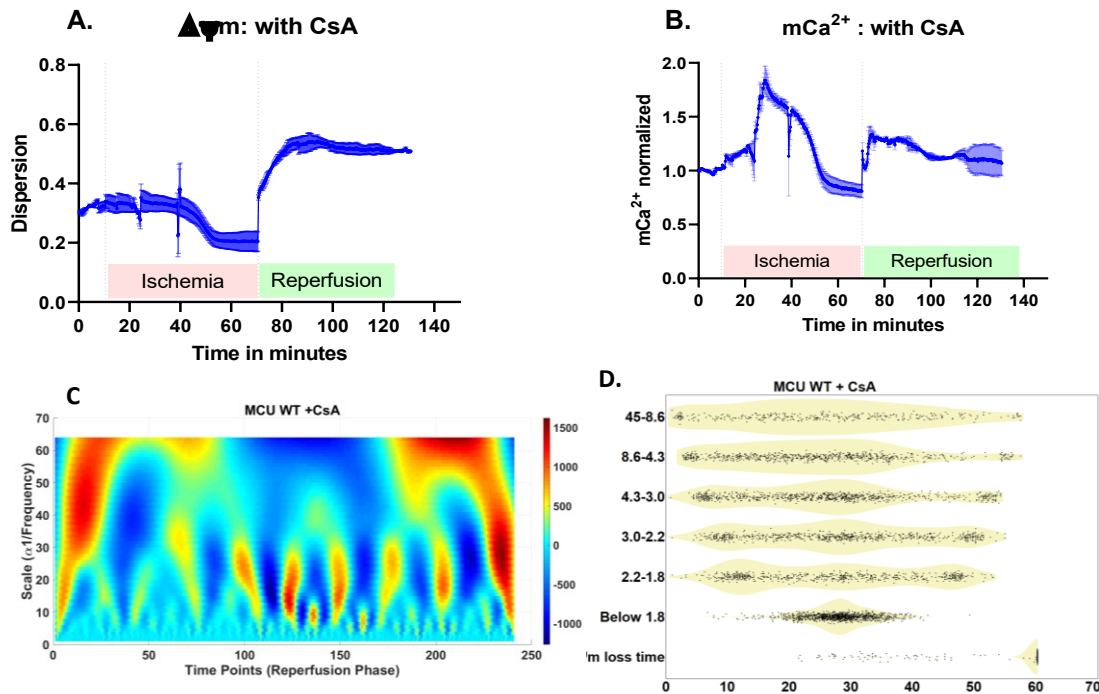 A.
m: with CsA
0.8
0.6
0.4
0.2
0.0
Dispersion
Ischemia
Reperfusion
0 20 40 60 80 100 120 140
Time in minutes
B.
mCa²⁺ : with CsA
2.0
1.5
1.0
0.5
0.0
mCa²⁺ normalized
Ischemia
Reperfusion
0 20 40 60 80 100 120 140
Time in minutes
C
MCU WT +CsA
70
60
50
40
30
20
10
0
Scale (α1/Frequency)
0 50 100 150 200 250
Time Points (Reperfusion Phase)
1500
1000
500
0
-500
-1000
D.
MCU WT + CsA
45-8.6
8.6-4.3
4.3-3.0
3.0-2.2
2.2-1.8
Below 1.8
m loss time
0 10 20 30 40 50 60 70